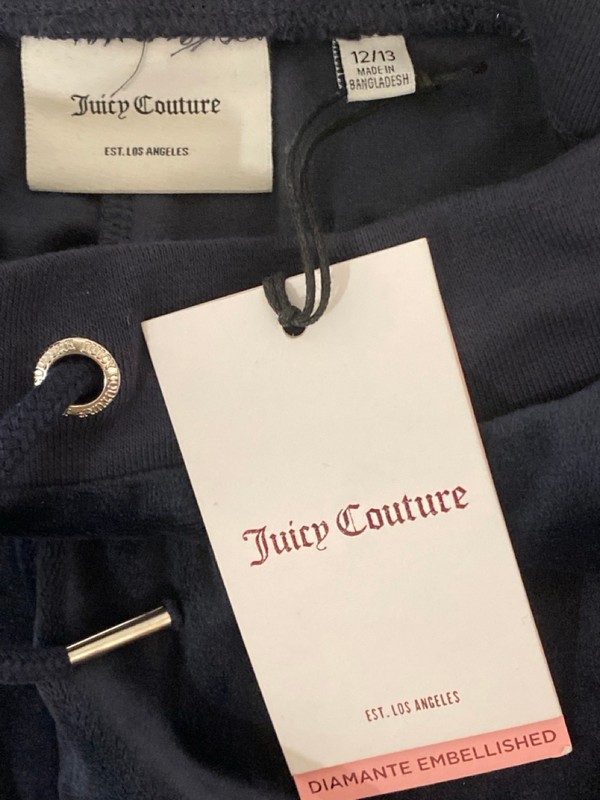 Juicy Couture
EST. LOS ANGELES
12/13
MADE IN
BANGLADESH
Juicy Couture
EST. LOS ANGELES
DIAMANTE EMBELLISHED